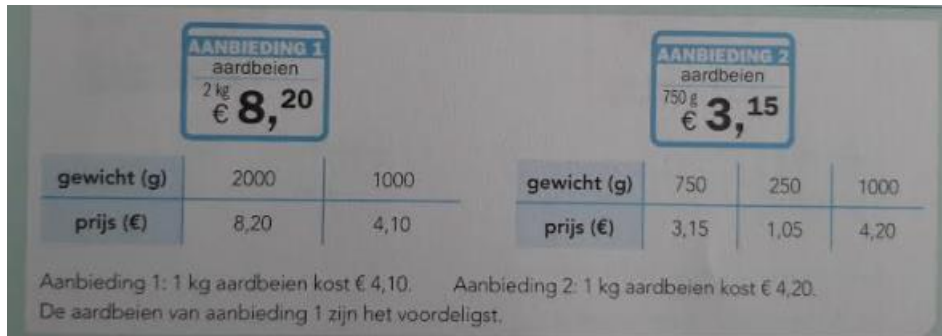 AANBIEDING 1
aardbeien
2 kg
€ 8,20
AANBIEDING 2
aardbeien
750 g
€ 3,15
gewicht (g) 2000 1000
prijs (€) 8,20 4,10
gewicht (g) 750 250 1000
prijs (€) 3,15 1,05 4,20
Aanbieding 1: 1 kg aardbeien kost € 4,10. Aanbieding 2: 1 kg aardbeien kost € 4,20.
De aardbeien van aanbieding 1 zijn het voordeligst.